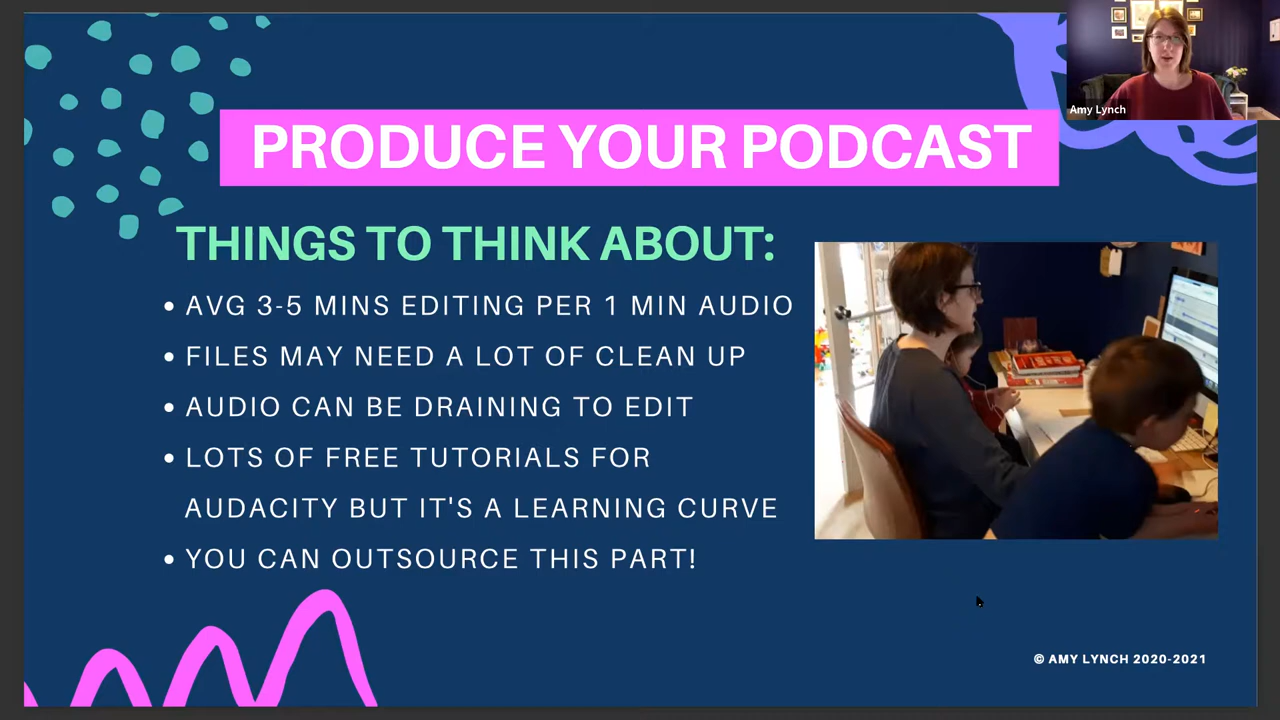 Amy Lynch
PRODUCE YOUR PODCAST
THINGS TO THINK ABOUT:
• AVG 3-5 MINS EDITING PER 1 MIN AUDIO
• FILES MAY NEED A LOT OF CLEAN UP
• AUDIO CAN BE DRAINING TO EDIT
• LOTS OF FREE TUTORIALS FOR
AUDACITY BUT IT'S A LEARNING CURVE
• YOU CAN OUTSOURCE THIS PART!
© AMY LYNCH 2020-2021